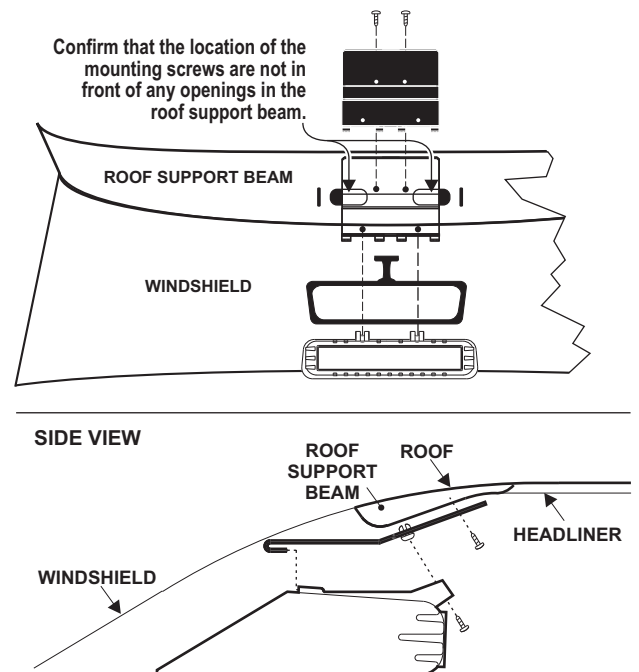 Confirm that the location of the
mounting screws are not in
front of any openings in the
roof support beam.
ROOF SUPPORT BEAM
WINDSHIELD
SIDE VIEW
ROOF
SUPPORT
BEAM
ROOF
HEADLINER
WINDSHIELD